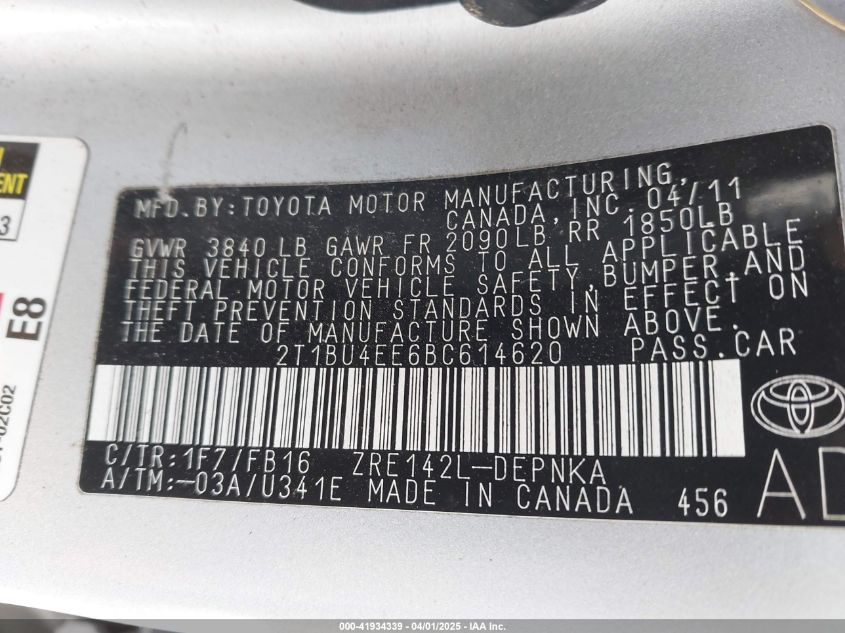 ENT
3
E8
02C02
MFD.BY:TOYOTA MOTOR MANUFACTURING,
CANADA, INC. 04/11
GVWR 3840 LB GAWR FR 2090LB RR 1850LB
THIS VEHICLE CONFORMS TO ALL APPLICABLE
FEDERAL MOTOR VEHICLE SAFETY, BUMPER, AND
THEFT PREVENTION STANDARDS IN EFFECT ON
THE DATE OF MANUFACTURE SHOWN ABOVE.
2T1BU4EE6BC614620 PASS.CAR
C/TR:1F7/FB16 ZRE142L-DEPNKA
A/TM:-03A/U341E MADE IN CANADA 456 AD
000-41934339 - 04/01/2025 - IAA Inc.